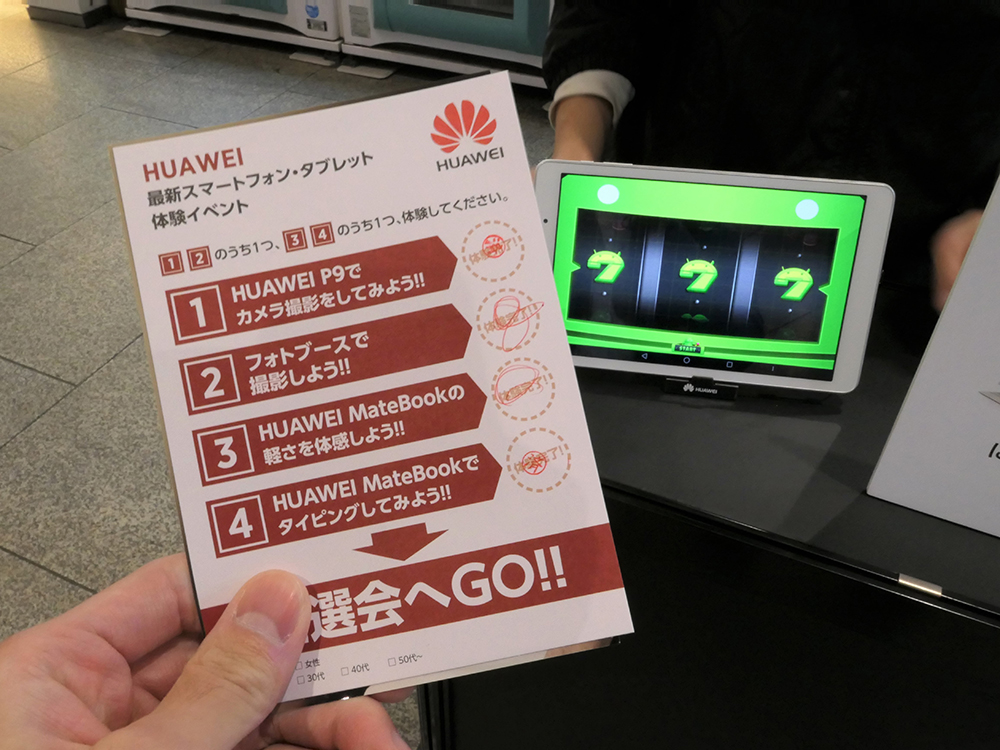 HUAWEI
最新スマートフォン・タブレット
体験イベント
HUAWEI
1 2 のうち1つ、3 4 のうち1つ、体験してください。
1 HUAWEI P9で
カメラ撮影をしてみよう!!
2 フォトブースで
撮影しよう!!
3 HUAWEI MateBookの
軽さを体感しよう!!
4 HUAWEI MateBookで
タイピングしてみよう!!
選会へGO!!
□女性
□30代 □40代 □50代~
7 7 7
START
HUAWEI